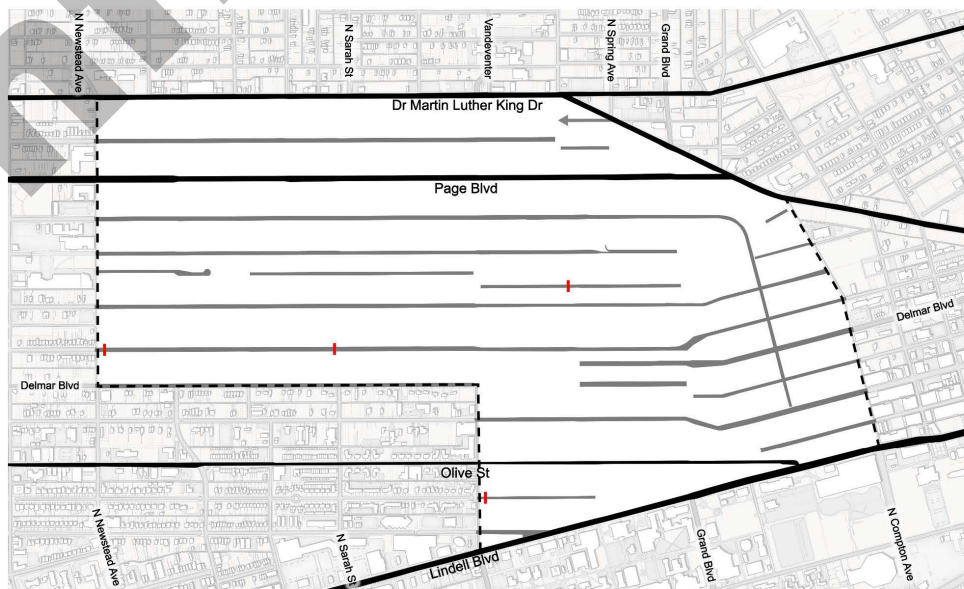 N Newstead Ave
N Sarah St
Vandeventer
N Spring Ave
Grand Blvd
Dr Martin Luther King Dr
Page Blvd
Delmar Blvd
Delmar Blvd
Olive St
N Newstead Ave
N Sarah St
Lindell Blvd
Grand Blvd
N Compton Ave